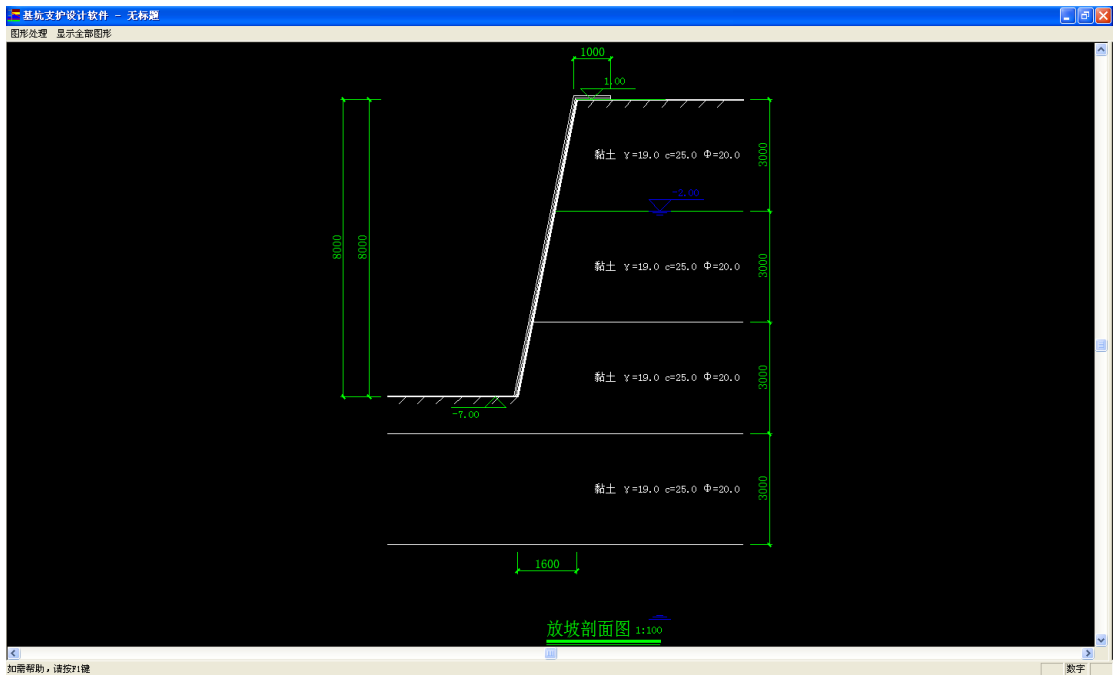 基坑支护设计软件 - 无标题
图形处理 显示全部图形
1000
1.00
黏土 γ=19.0 c=25.0 Φ=20.0
3000
-2.00
8000
8000
黏土 γ=19.0 c=25.0 Φ=20.0
3000
黏土 γ=19.0 c=25.0 Φ=20.0
3000
-7.00
黏土 γ=19.0 c=25.0 Φ=20.0
3000
1600
放坡剖面图 1:100
如需帮助，请按F1键
数字